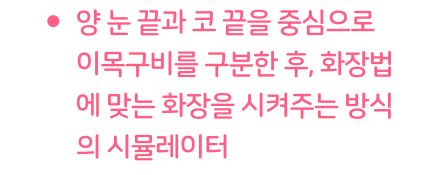 • 양 눈 끝과 코 끝을 중심으로
이목구비를 구분한 후, 화장법
에 맞는 화장을 시켜주는 방식
의 시뮬레이터